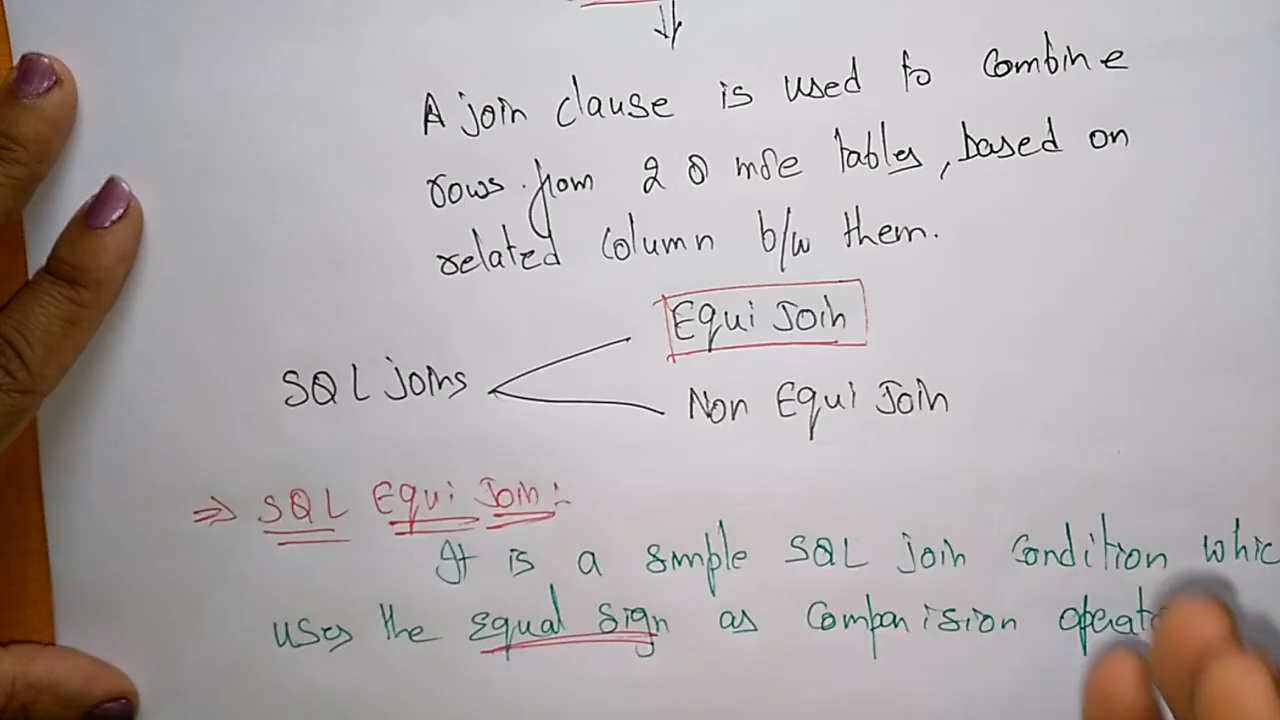 A join clause is used to combine
rows from 2 or more tables, based on
related column b/w them.
Equi Join
SQL joins
Non Equi Join
⇒ SQL Equi Join:-
It is a simple SQL join condition whic
uses the equal sign as comparision operat